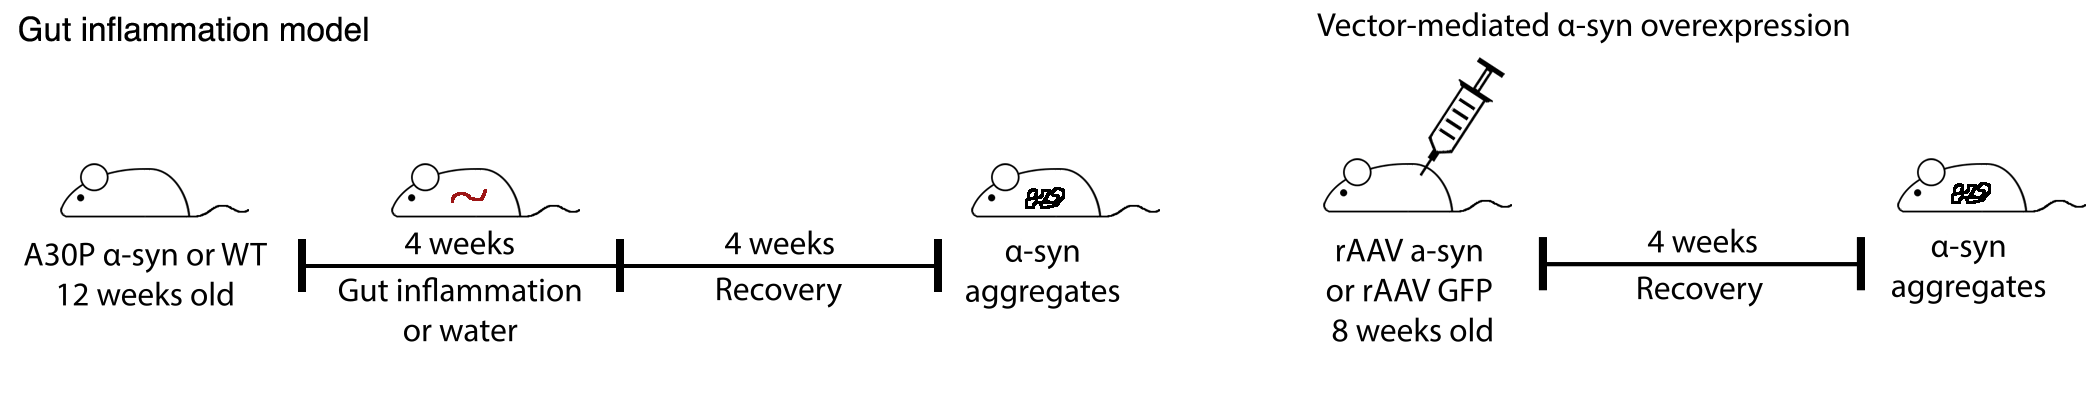 Gut inflammation model
A30P α-syn or WT
12 weeks old
4 weeks
Gut inflammation
or water
4 weeks
Recovery
α-syn
aggregates
Vector-mediated α-syn overexpression
rAAV a-syn
or rAAV GFP
8 weeks old
4 weeks
Recovery
α-syn
aggregates